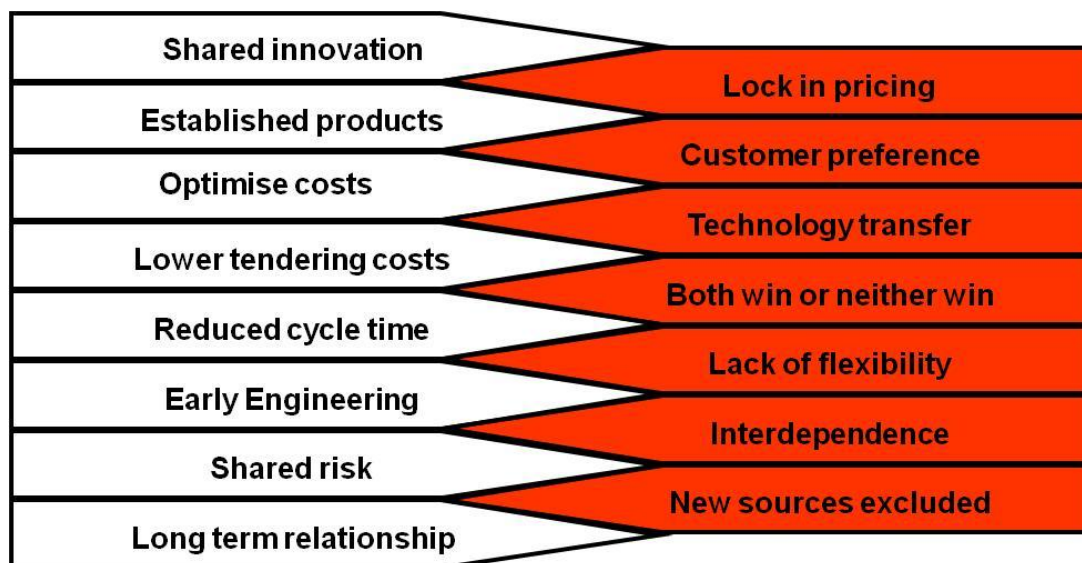 Shared innovation
Established products
Optimise costs
Lower tendering costs
Reduced cycle time
Early Engineering
Shared risk
Long term relationship
Lock in pricing
Customer preference
Technology transfer
Both win or neither win
Lack of flexibility
Interdependence
New sources excluded